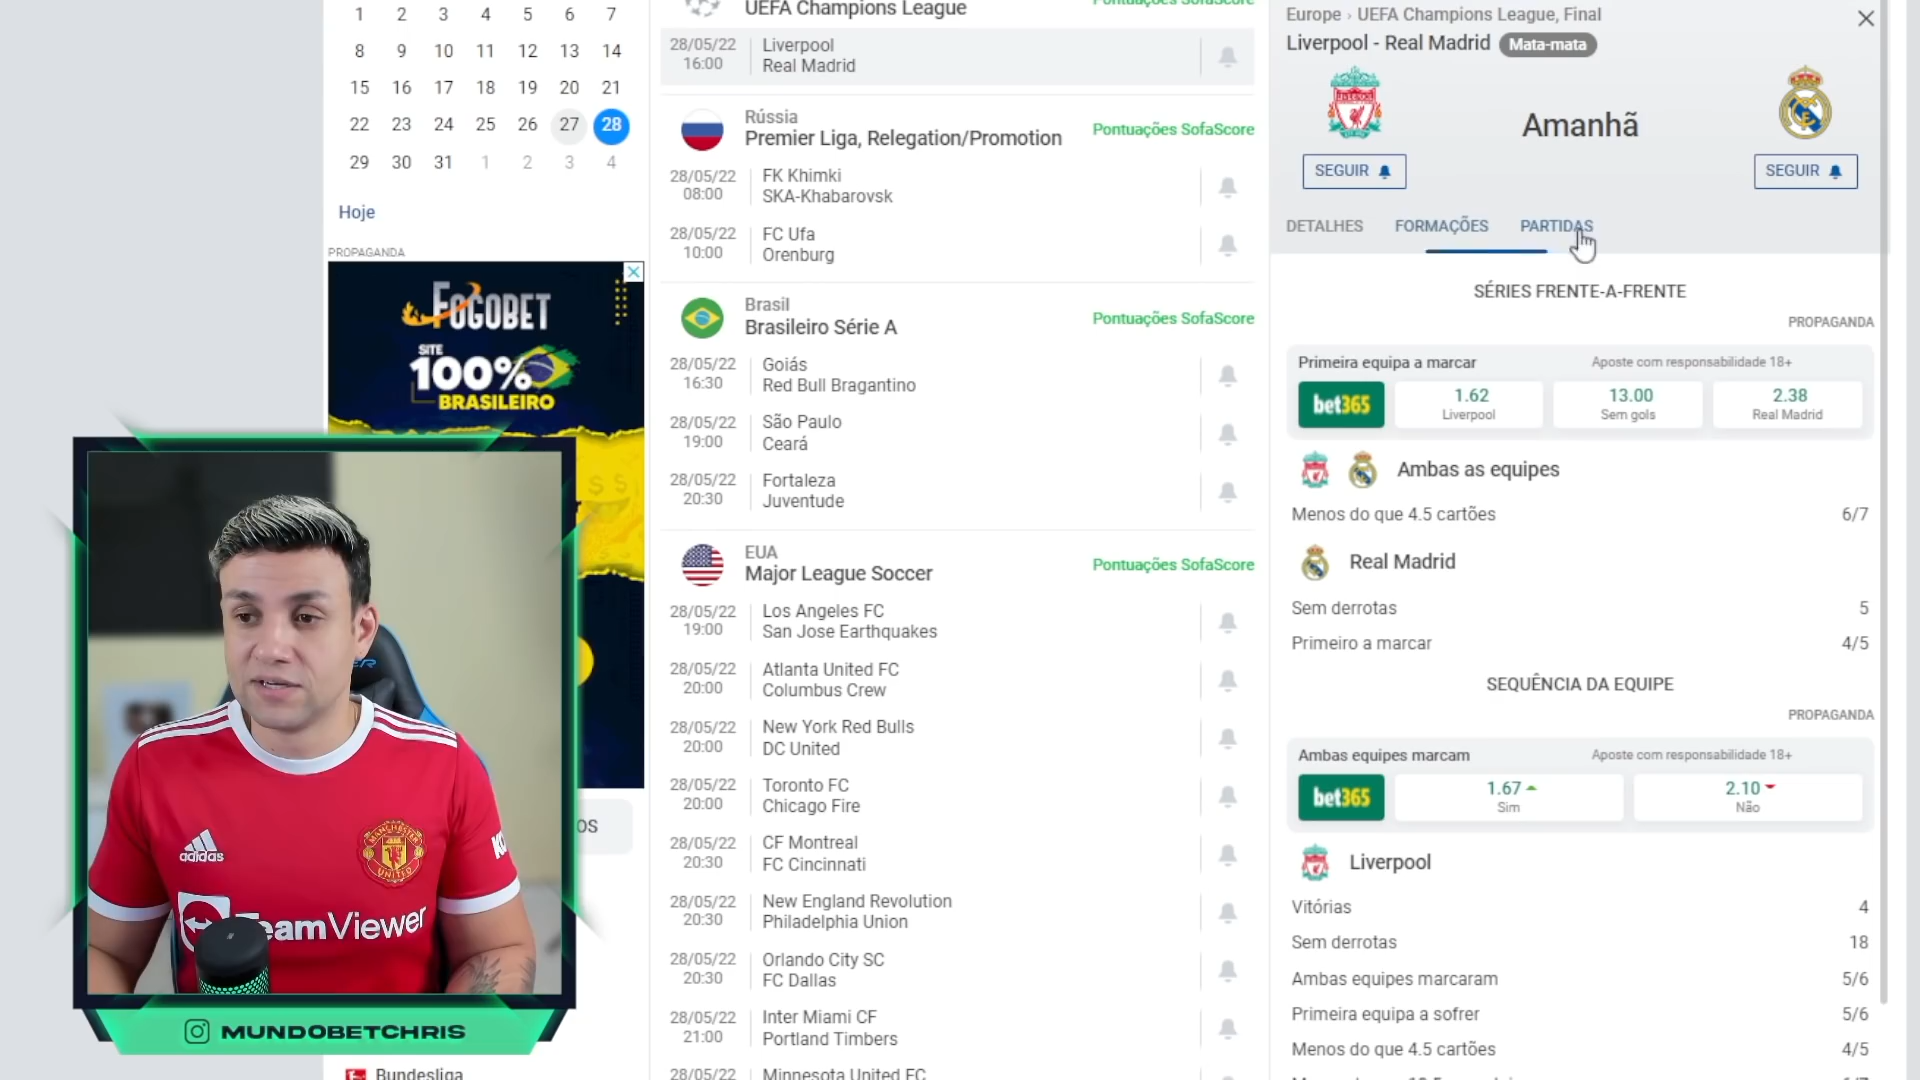 1 2 3 4 5 6 7
8 9 10 11 12 13 14
15 16 17 18 19 20 21
22 23 24 25 26 27 28
29 30 31 1 2 3 4
Hoje
PROPAGANDA
FOGOBET
SITE
100%
BRASILEIRO
OS
adidas
MANCHESTER
UNITED
TeamViewer
MUNDOBETCHRIS
Bundesliga
UEFA Champions League
Pontuações SofaScore
28/05/22 Liverpool
16:00 Real Madrid
Rússia
Premier Liga, Relegation/Promotion Pontuações SofaScore
28/05/22 FK Khimki
08:00 SKA-Khabarovsk
28/05/22 FC Ufa
10:00 Orenburg
Brasil
Brasileiro Série A Pontuações SofaScore
28/05/22 Goiás
16:30 Red Bull Bragantino
28/05/22 São Paulo
19:00 Ceará
28/05/22 Fortaleza
20:30 Juventude
EUA
Major League Soccer Pontuações SofaScore
28/05/22 Los Angeles FC
19:00 San Jose Earthquakes
28/05/22 Atlanta United FC
20:00 Columbus Crew
28/05/22 New York Red Bulls
20:00 DC United
28/05/22 Toronto FC
20:00 Chicago Fire
28/05/22 CF Montreal
20:30 FC Cincinnati
28/05/22 New England Revolution
20:30 Philadelphia Union
28/05/22 Orlando City SC
20:30 FC Dallas
28/05/22 Inter Miami CF
21:00 Portland Timbers
28/05/22 Minnesota United FC
Europe › UEFA Champions League, Final
Liverpool - Real Madrid Mata-mata
Amanhã
SEGUIR SEGUIR
DETALHES FORMAÇÕES PARTIDAS
SÉRIES FRENTE-A-FRENTE
PROPAGANDA
Primeira equipa a marcar Aposte com responsabilidade 18+
bet365 1.62 13.00 2.38
Liverpool Sem gols Real Madrid
Ambas as equipes
Menos do que 4.5 cartões 6/7
Real Madrid
Sem derrotas 5
Primeiro a marcar 4/5
SEQUÊNCIA DA EQUIPE
PROPAGANDA
Ambas equipes marcam Aposte com responsabilidade 18+
bet365 1.67 2.10
Sim Não
Liverpool
Vitórias 4
Sem derrotas 18
Ambas equipes marcaram 5/6
Primeira equipa a sofrer 5/6
Menos do que 4.5 cartões 4/5